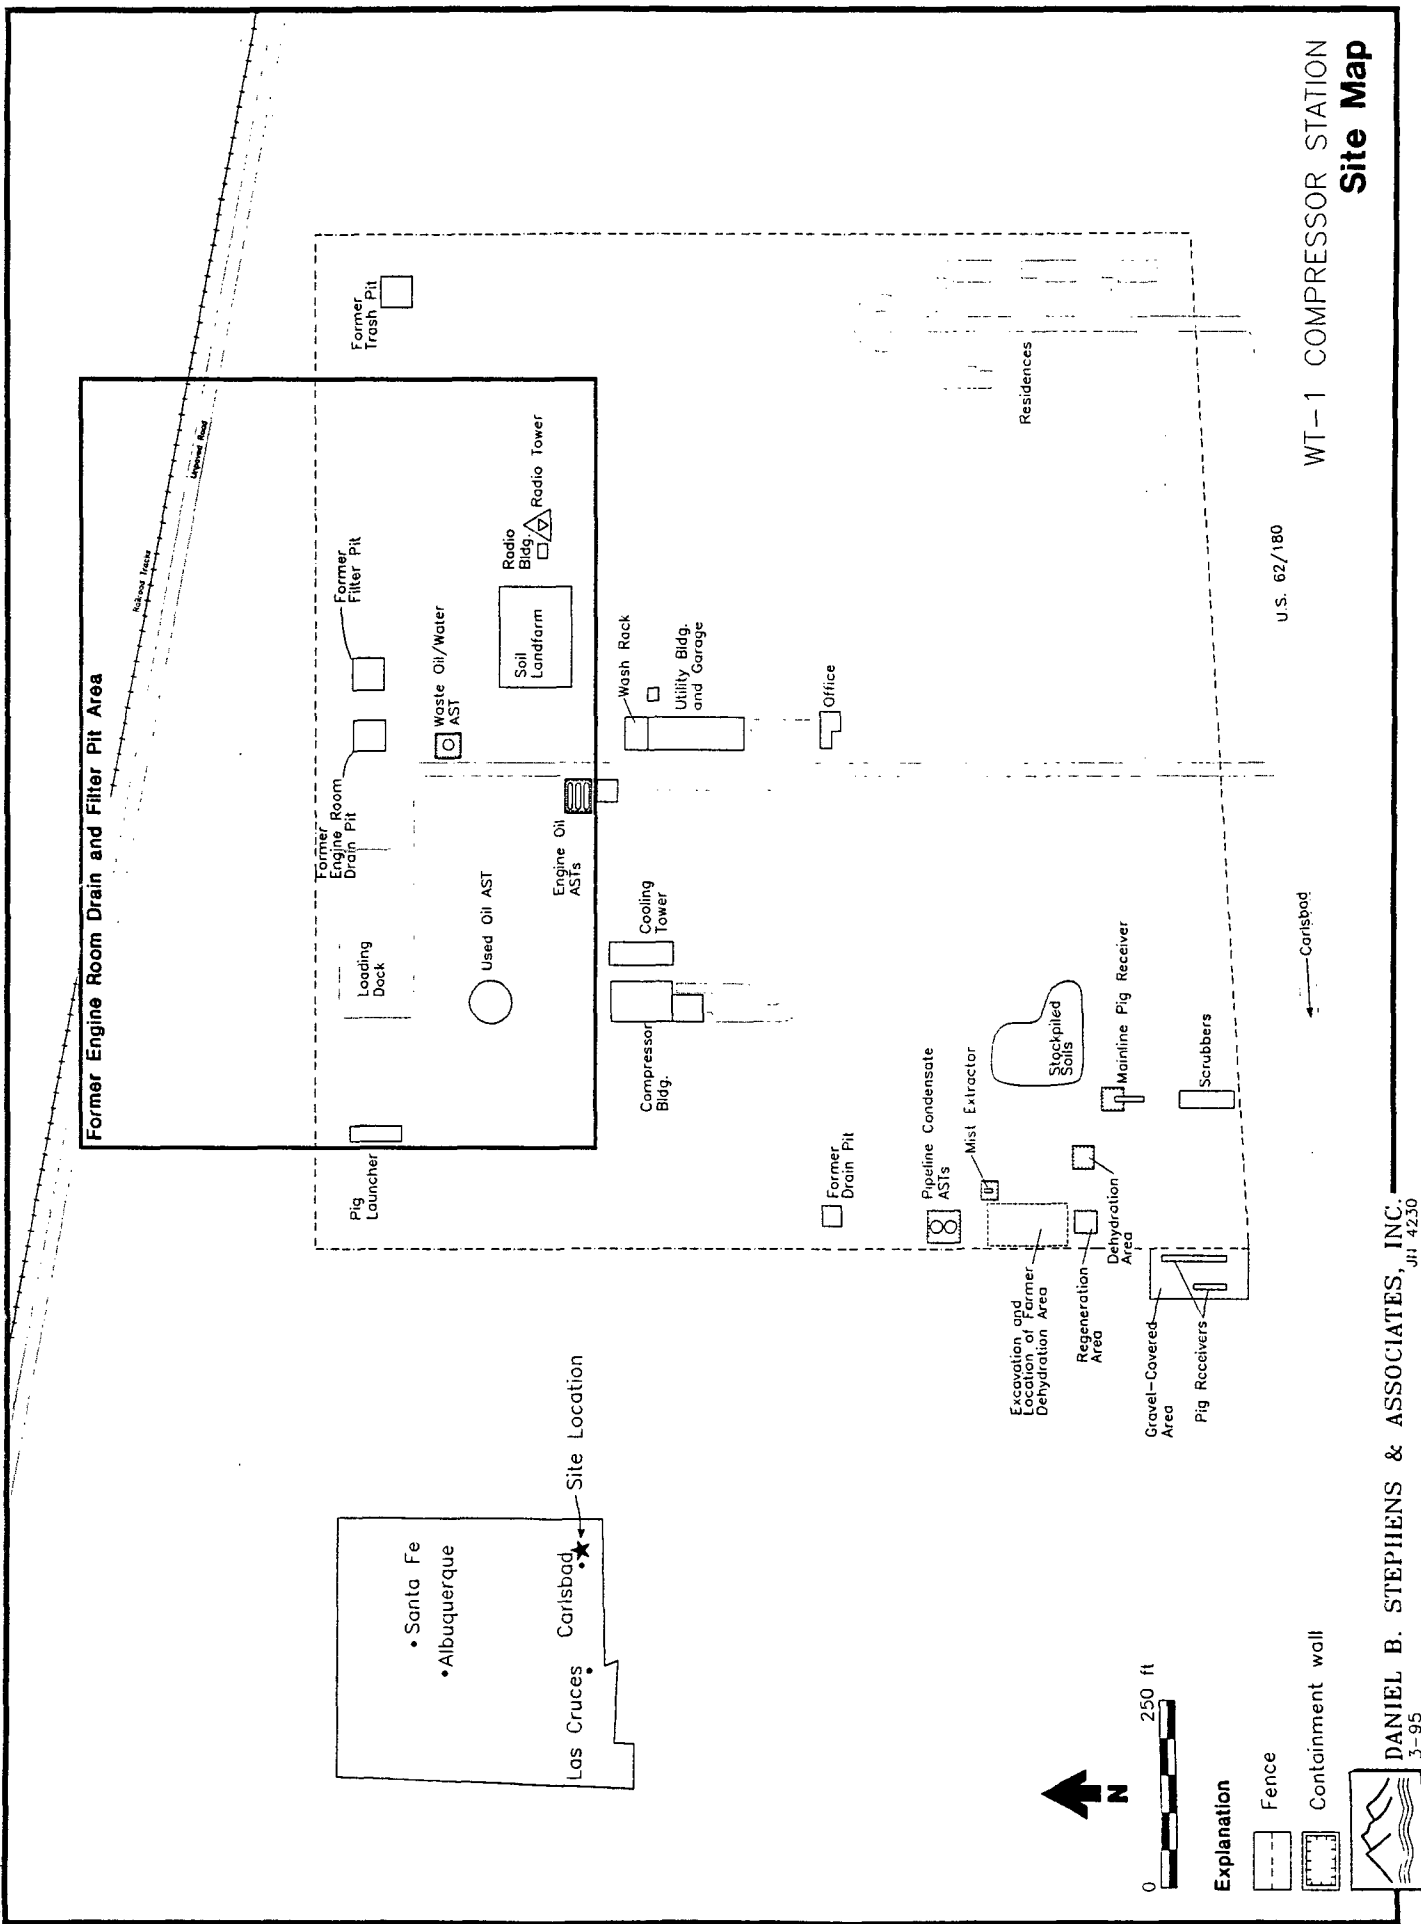 Former Engine Room Drain and Filter Pit Area
Railroad Tracks
Unpaved Road
Pig
Launcher
Loading
Dock
Former
Engine Room
Drain Pit
Former
Filter Pit
Former
Trash Pit
Used Oil AST
Waste Oil/Water
AST
Engine Oil
ASTs
Soil
Landfarm
Radio
Bldg.
Radio Tower
Compressor
Bldg.
Cooling
Tower
Wash Rack
Utility Bldg.
and Garage
Office
Former
Drain Pit
Pipeline Condensate
ASTs
Mist Extractor
Stockpiled
Soils
Mainline Pig Receiver
Scrubbers
Residences
Excavation and
Location of Former
Dehydration Area
Regeneration
Area
Dehydration
Area
Gravel-Covered
Area
Pig Receivers
U.S. 62/180
Carlsbad
Santa Fe
Albuquerque
Carlsbad
Las Cruces
Site Location
N
0 250 ft
Explanation
Fence
Containment wall
WT-1 COMPRESSOR STATION
Site Map
DANIEL B. STEPHENS & ASSOCIATES, INC.
3-95 JN 4230